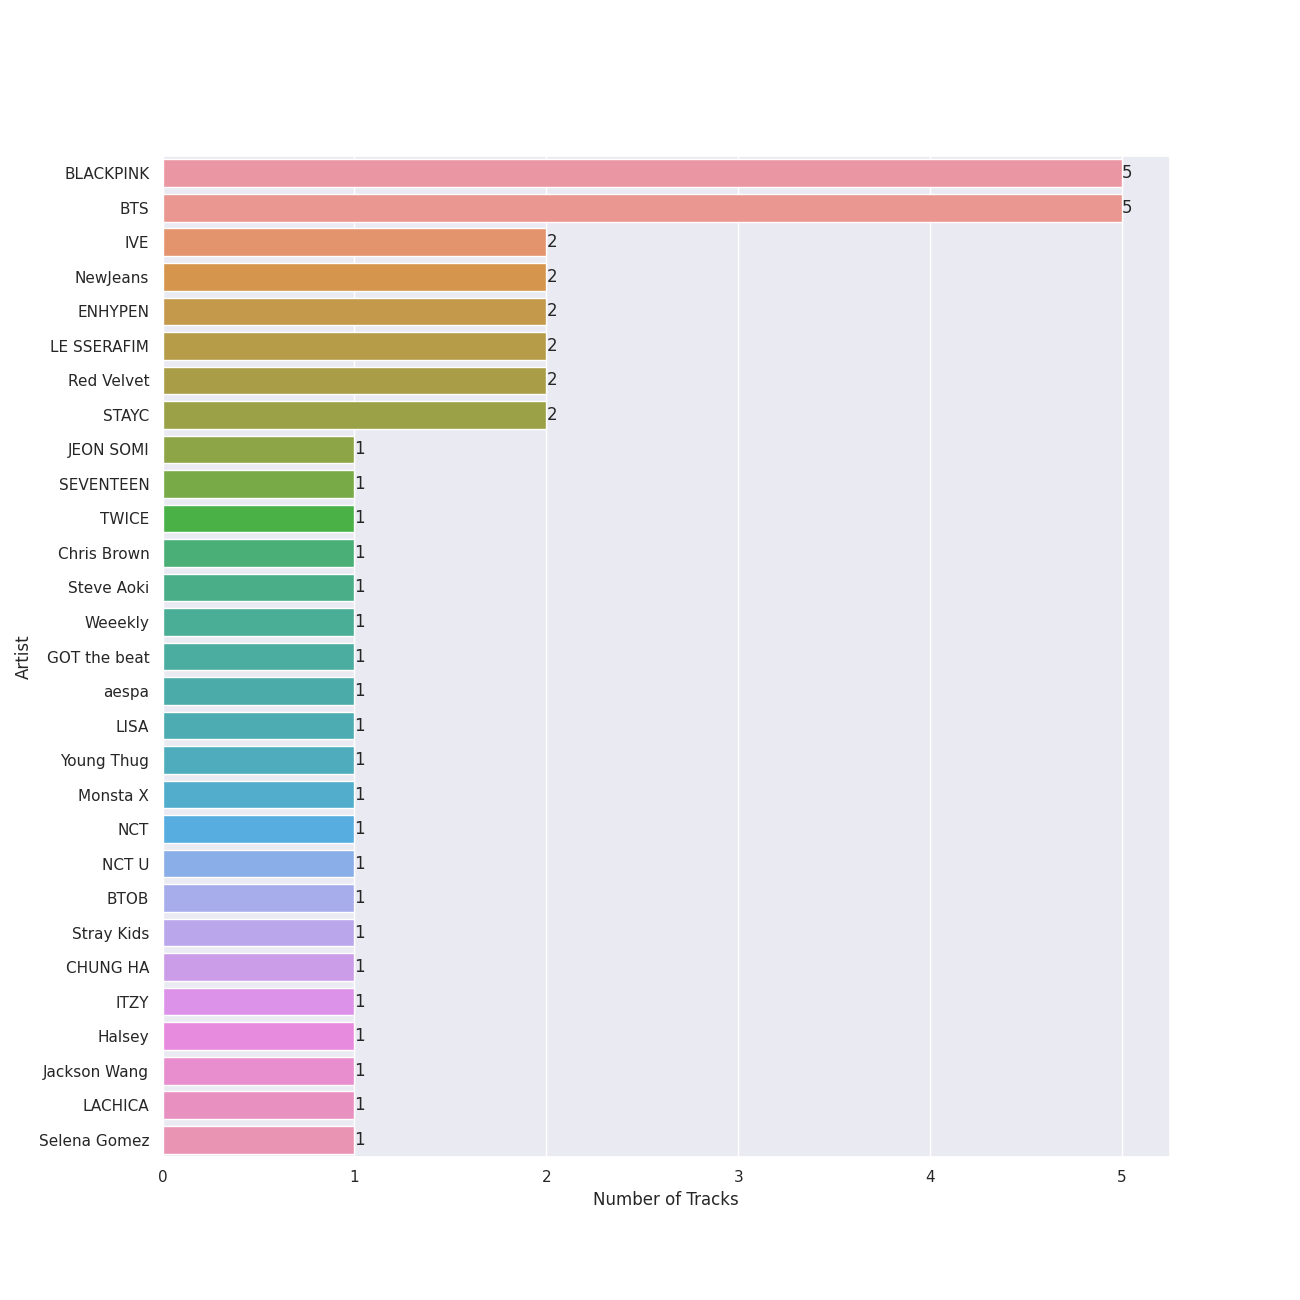 BLACKPINK 5
BTS 5
IVE 2
NewJeans 2
ENHYPEN 2
LE SSERAFIM 2
Red Velvet 2
STAYC 2
JEON SOMI 1
SEVENTEEN 1
TWICE 1
Chris Brown 1
Steve Aoki 1
Weeekly 1
GOT the beat 1
aespa 1
LISA 1
Young Thug 1
Monsta X 1
NCT 1
NCT U 1
BTOB 1
Stray Kids 1
CHUNG HA 1
ITZY 1
Halsey 1
Jackson Wang 1
LACHICA 1
Selena Gomez 1
Artist
0 1 2 3 4 5
Number of Tracks